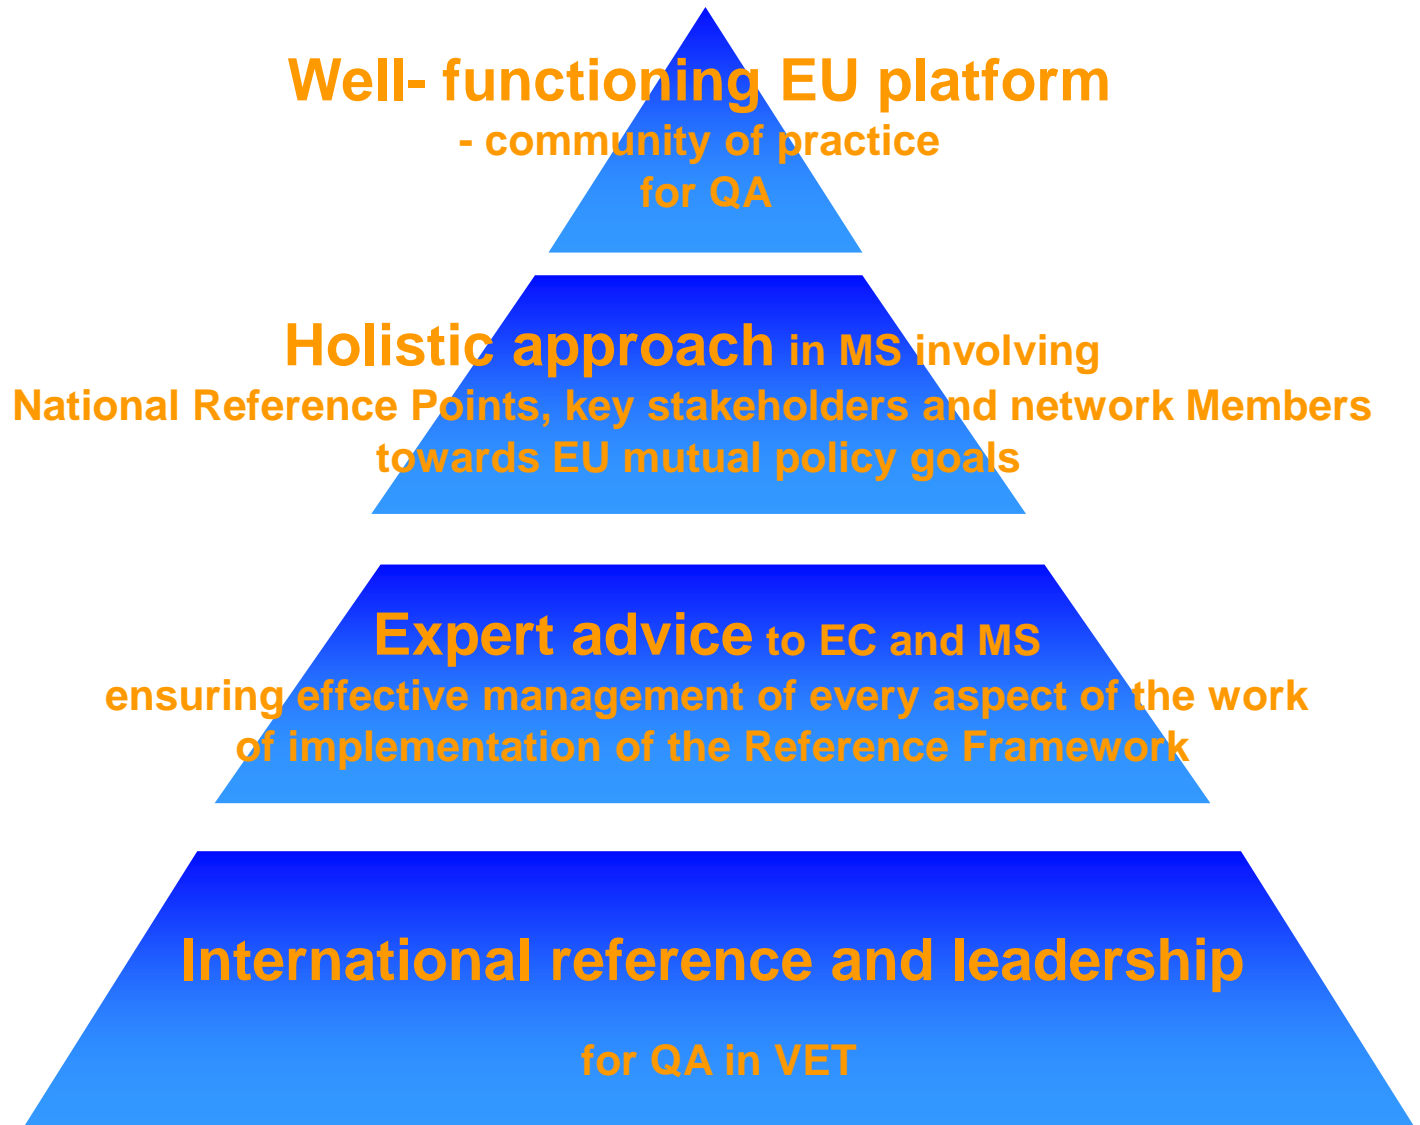 Well- functioning EU platform
- community of practice
for QA
Holistic approach in MS involving
National Reference Points, key stakeholders and network Members
towards EU mutual policy goals
Expert advice to EC and MS
ensuring effective management of every aspect of the work
of implementation of the Reference Framework
International reference and leadership
for QA in VET